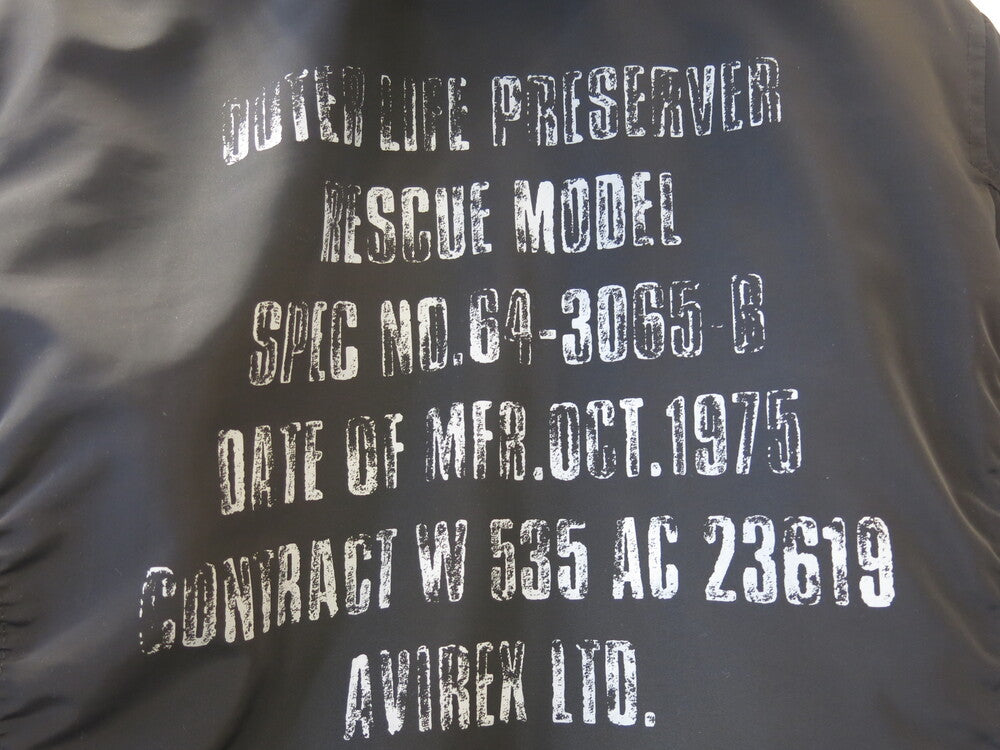 OUTER LIFE PRESERVER
RESCUE MODEL
SPEC NO.64-3065-B
DATE OF MFR.OCT.1975
CONTRACT W 535 AC 23619
AVIREX LTD.